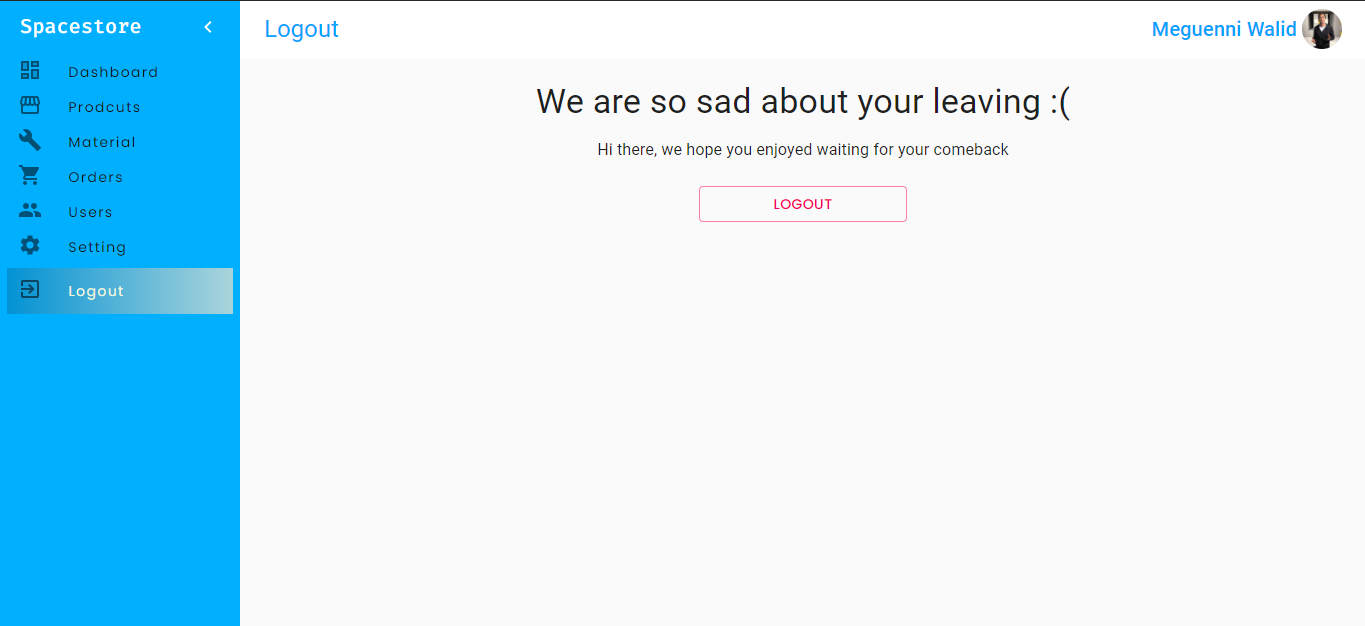 Spacestore
Dashboard
Prodcuts
Material
Orders
Users
Setting
Logout
Logout
Meguenni Walid
We are so sad about your leaving :(
Hi there, we hope you enjoyed waiting for your comeback
LOGOUT